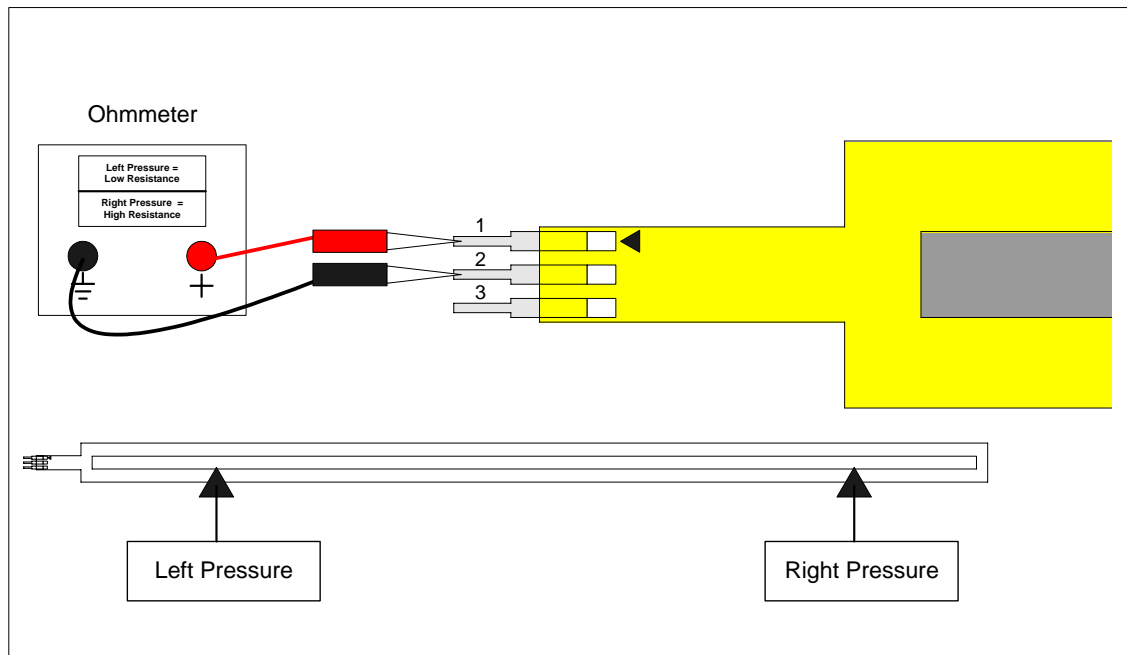 Ohmmeter
Left Pressure =
Low Resistance
Right Pressure =
High Resistance
1
2
3
+
Left Pressure
Right Pressure